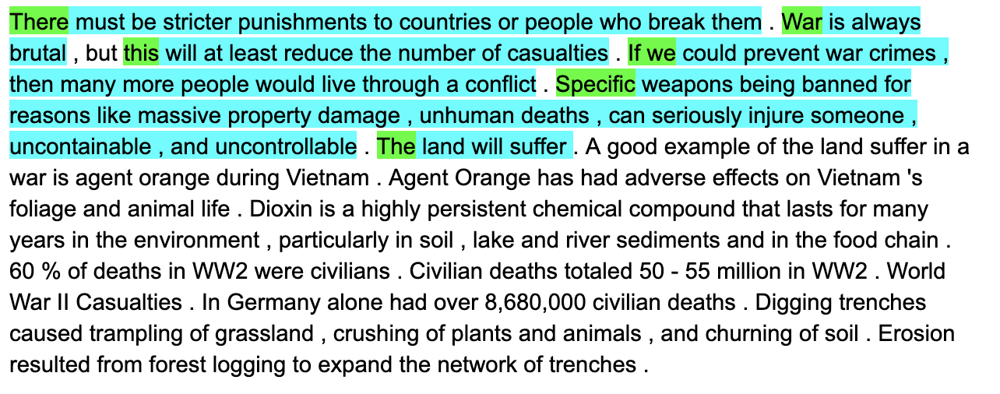 There must be stricter punishments to countries or people who break them . War is always
brutal , but this will at least reduce the number of casualties . If we could prevent war crimes ,
then many more people would live through a conflict . Specific weapons being banned for
reasons like massive property damage , unhuman deaths , can seriously injure someone ,
uncontainable , and uncontrollable . The land will suffer . A good example of the land suffer in a
war is agent orange during Vietnam . Agent Orange has had adverse effects on Vietnam 's
foliage and animal life . Dioxin is a highly persistent chemical compound that lasts for many
years in the environment , particularly in soil , lake and river sediments and in the food chain .
60 % of deaths in WW2 were civilians . Civilian deaths totaled 50 - 55 million in WW2 . World
War II Casualties . In Germany alone had over 8,680,000 civilian deaths . Digging trenches
caused trampling of grassland , crushing of plants and animals , and churning of soil . Erosion
resulted from forest logging to expand the network of trenches .